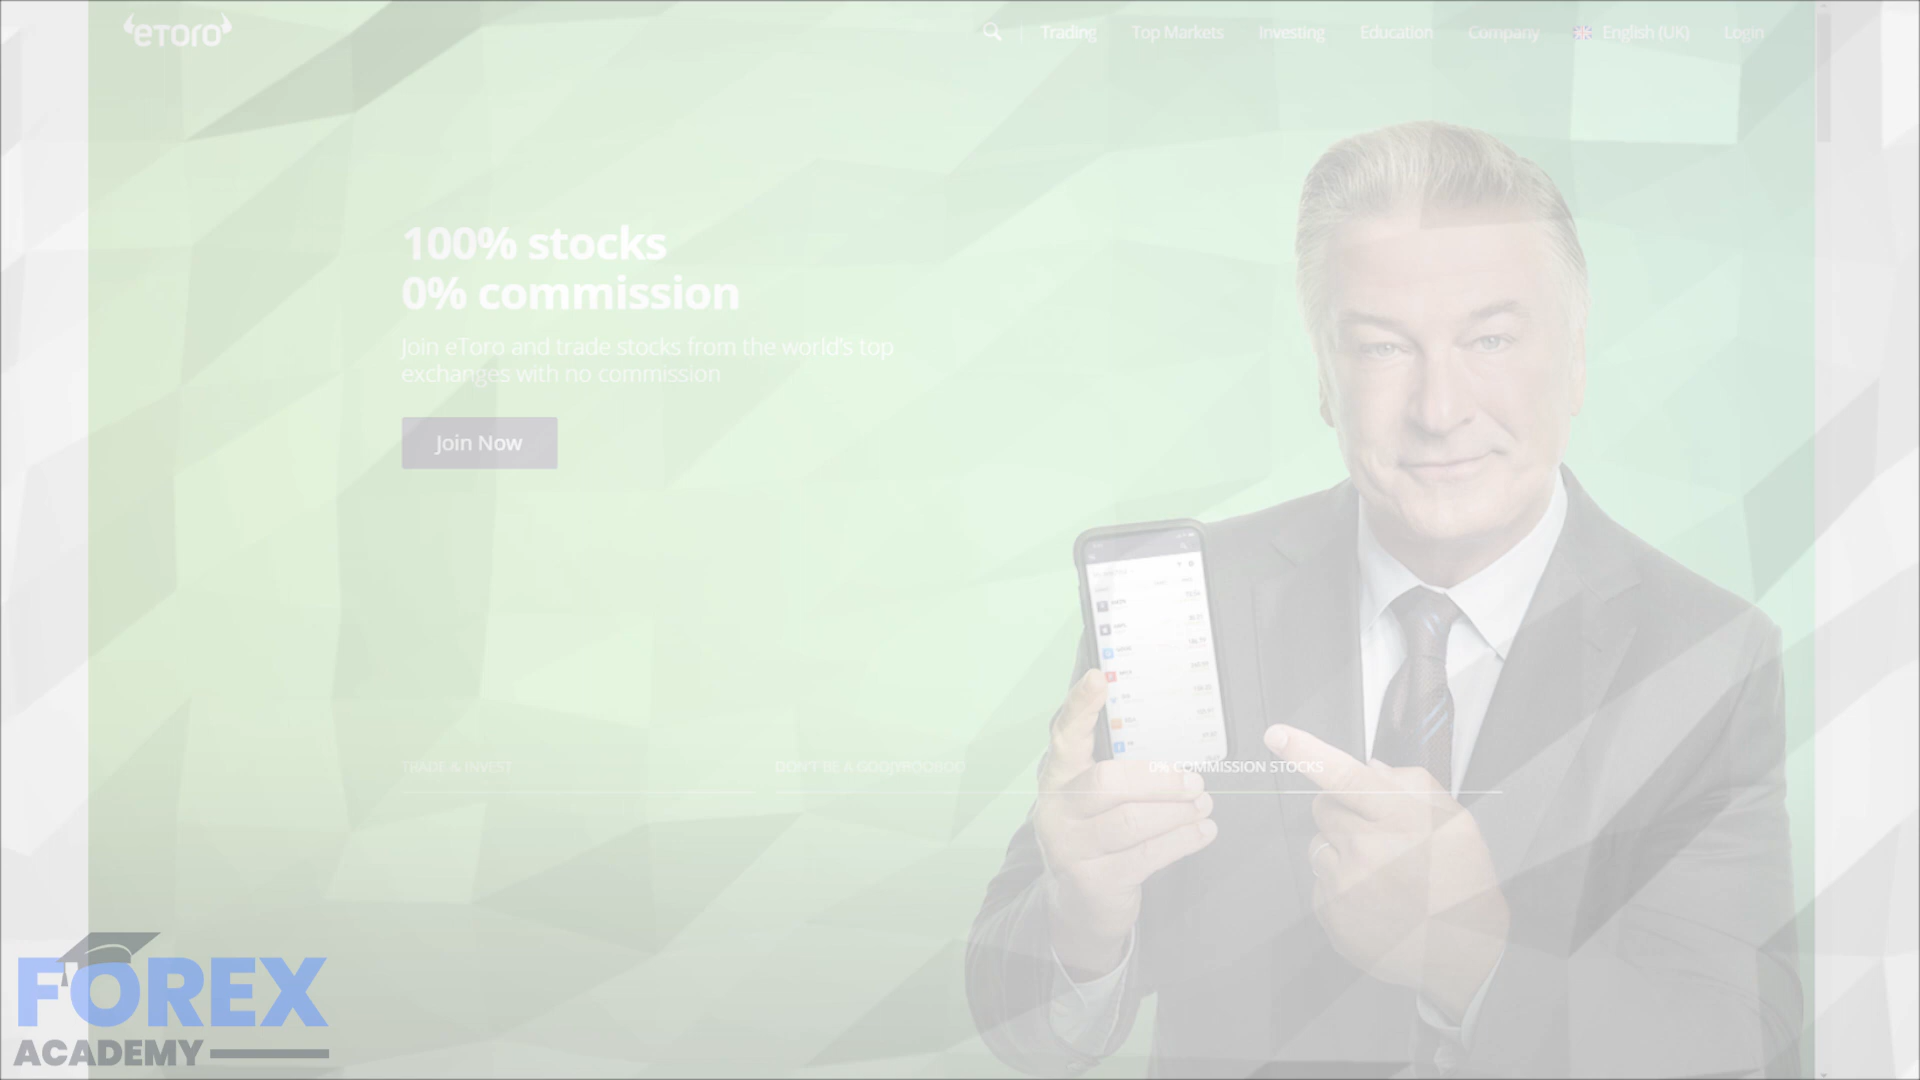 eToro
Trading
Top Markets
Investing
Education
Company
English (UK)
Login
100% stocks
0% commission
Join eToro and trade stocks from the world's top
exchanges with no commission
Join Now
TRADE & INVEST
0% COMMISSION STOCKS
FOREX
ACADEMY